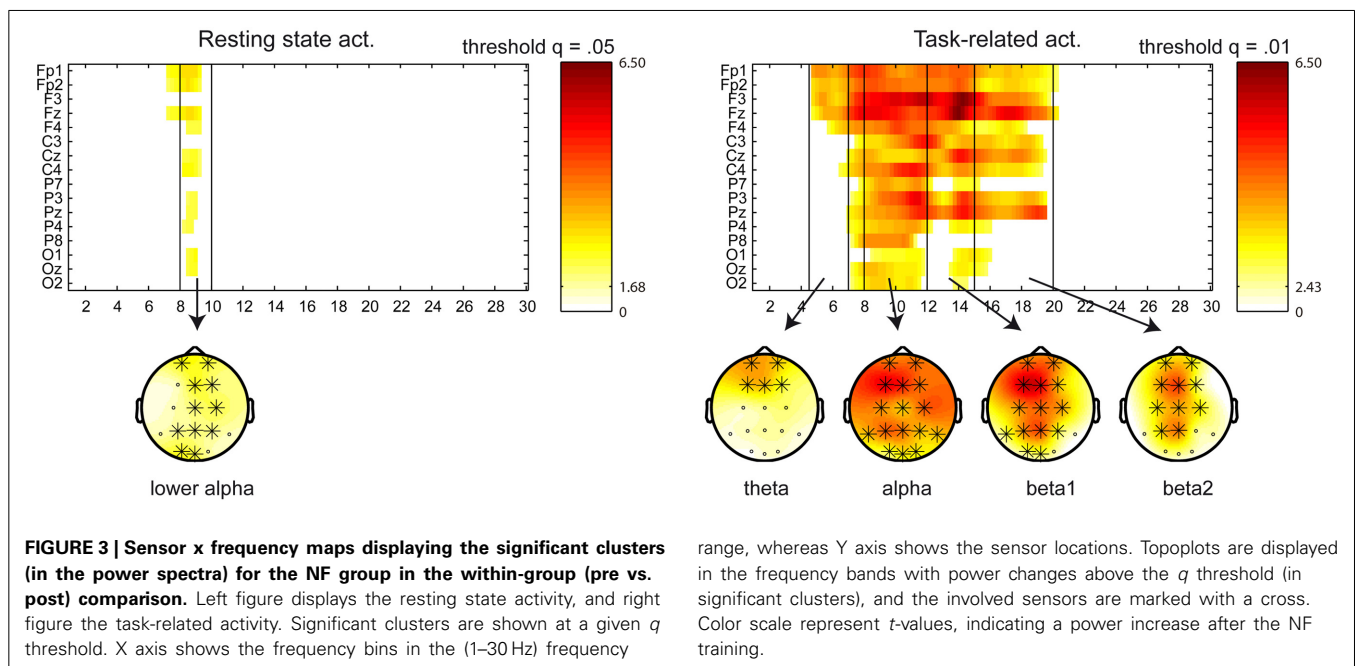 Resting state act.
threshold q = .05
6.50
1.68
0
Fp1
Fp2
F3
Fz
F4
C3
Cz
C4
P7
P3
Pz
P4
P8
O1
Oz
O2
2 4 6 8 10 12 14 16 18 20 22 24 26 28 30
lower alpha
Task-related act.
threshold q = .01
6.50
2.43
0
Fp1
Fp2
F3
Fz
F4
C3
Cz
C4
P7
P3
Pz
P4
P8
O1
Oz
O2
2 4 6 8 10 12 14 16 18 20 22 24 26 28 30
theta alpha beta1 beta2
FIGURE 3 | Sensor x frequency maps displaying the significant clusters
(in the power spectra) for the NF group in the within-group (pre vs.
post) comparison. Left figure displays the resting state activity, and right
figure the task-related activity. Significant clusters are shown at a given q
threshold. X axis shows the frequency bins in the (1–30 Hz) frequency
range, whereas Y axis shows the sensor locations. Topoplots are displayed
in the frequency bands with power changes above the q threshold (in
significant clusters), and the involved sensors are marked with a cross.
Color scale represent t-values, indicating a power increase after the NF
training.